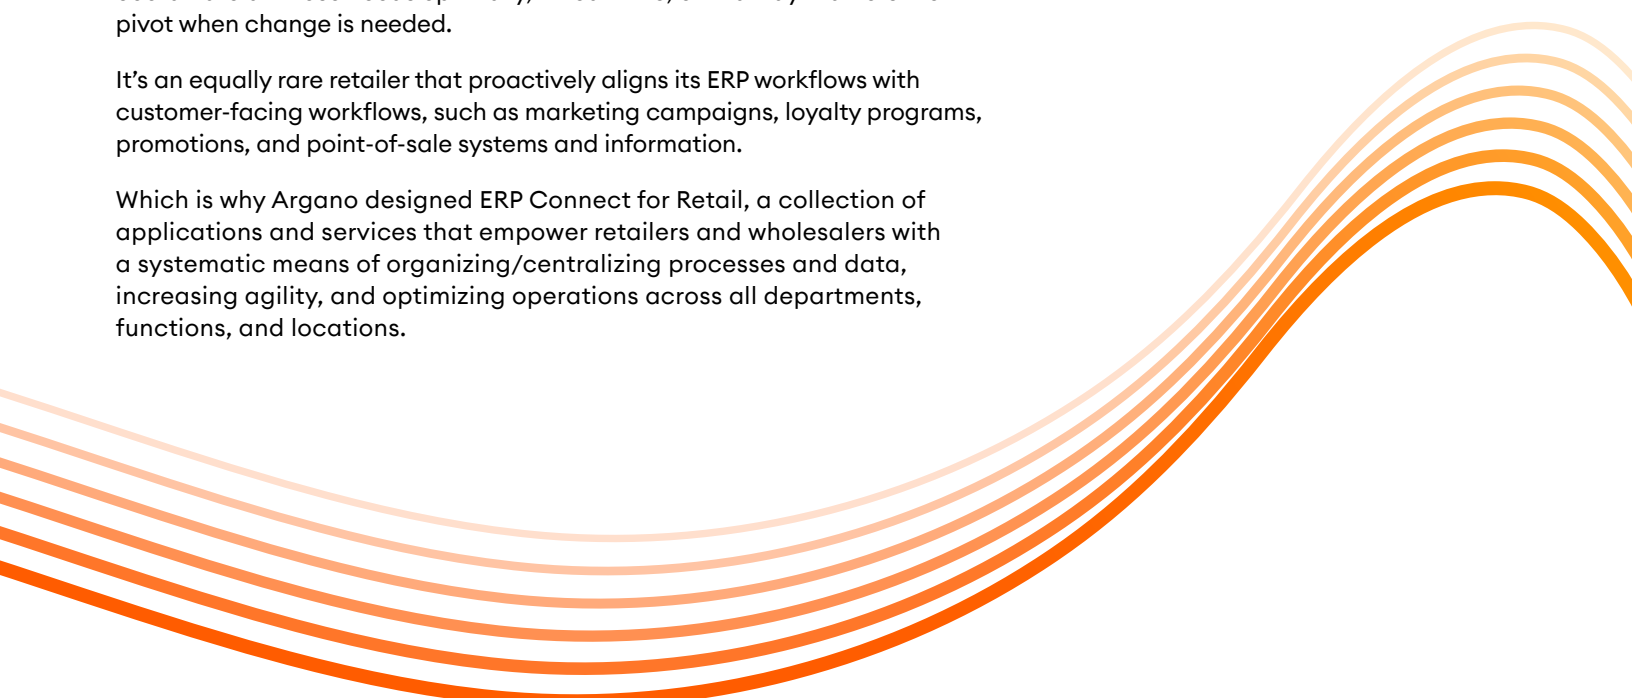 pivot when change is needed.
It’s an equally rare retailer that proactively aligns its ERP workflows with
customer-facing workflows, such as marketing campaigns, loyalty programs,
promotions, and point-of-sale systems and information.
Which is why Argano designed ERP Connect for Retail, a collection of
applications and services that empower retailers and wholesalers with
a systematic means of organizing/centralizing processes and data,
increasing agility, and optimizing operations across all departments,
functions, and locations.